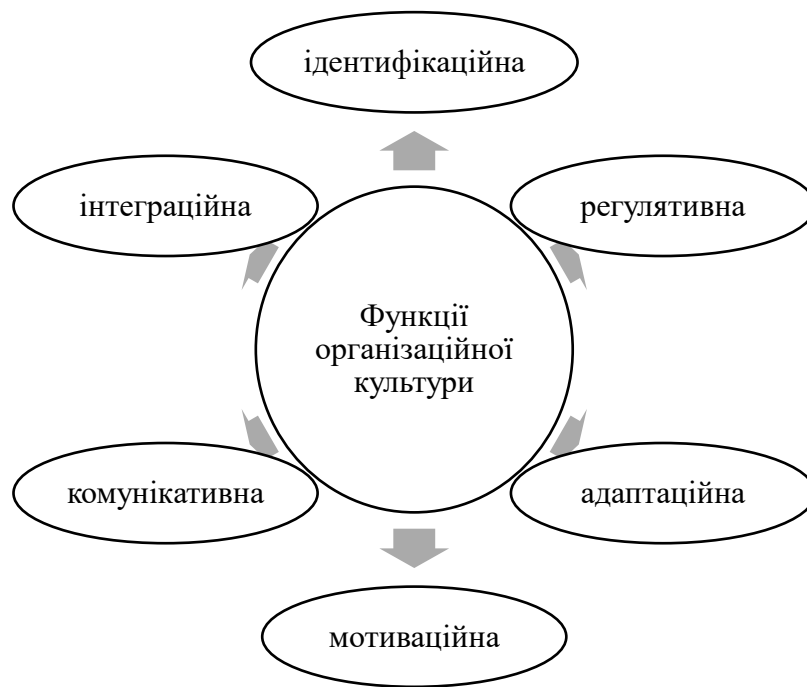 ідентифікаційна
інтеграційна
регулятивна
Функції
організаційної
культури
комунікативна
адаптаційна
мотиваційна